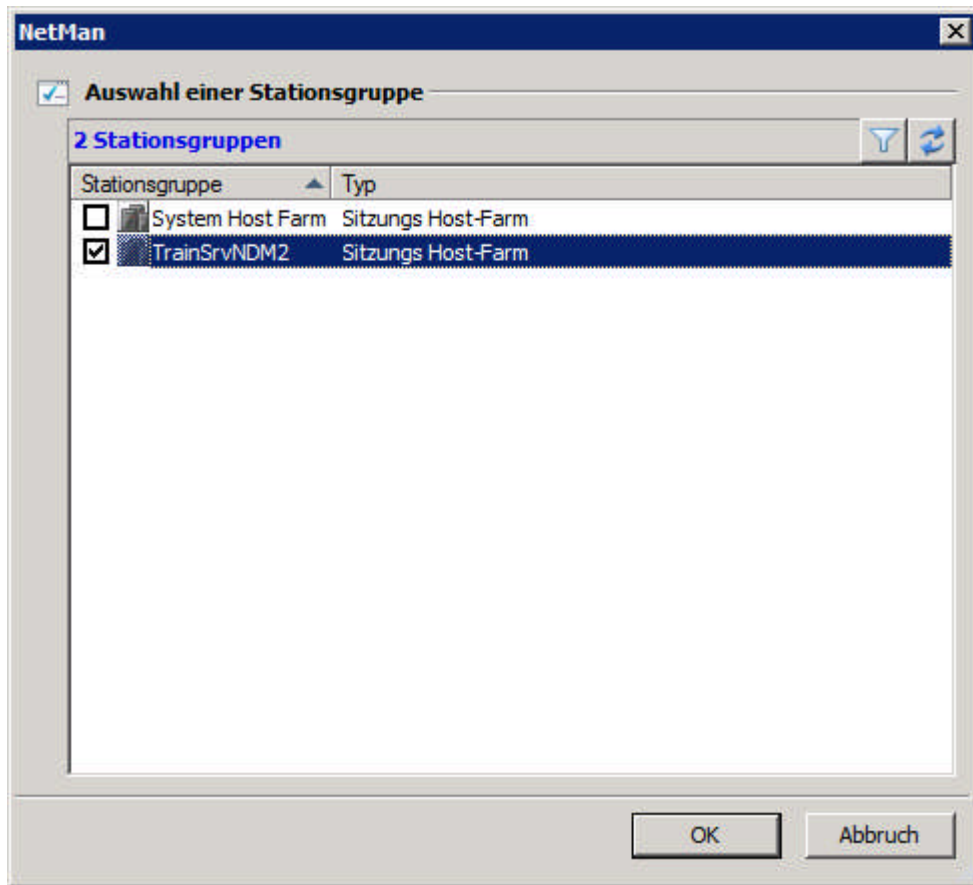 NetMan
Auswahl einer Stationsgruppe
2 Stationsgruppen
Stationsgruppe Typ
System Host Farm Sitzungs Host-Farm
TrainSrvNDM2 Sitzungs Host-Farm
OK Abbruch